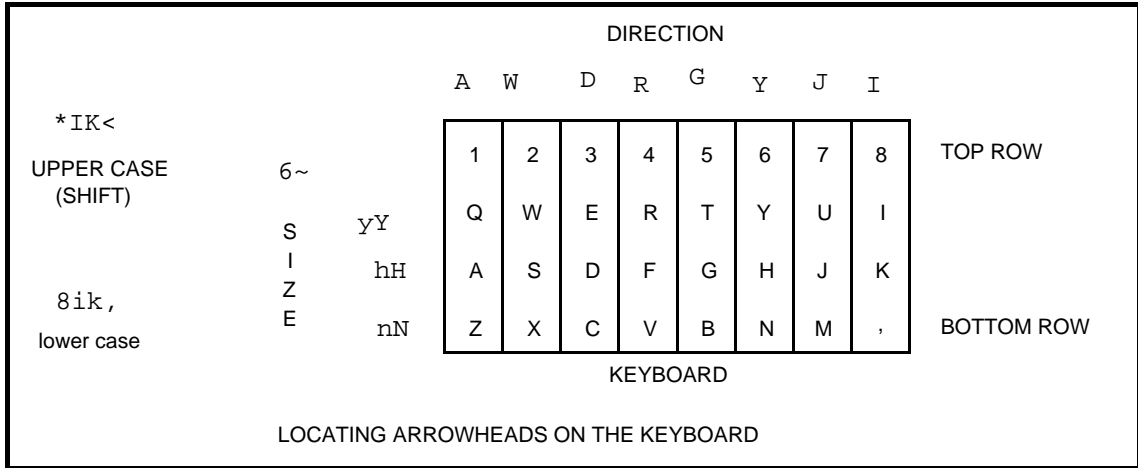 DIRECTION
A W D R G Y J I
*IK<
1 2 3 4 5 6 7 8 TOP ROW
UPPER CASE 6~
(SHIFT)
Q W E R T Y U I
yY
S
I
Z
E
hH A S D F G H J K
8ik,
nN Z X C V B N M , BOTTOM ROW
lower case
KEYBOARD
LOCATING ARROWHEADS ON THE KEYBOARD